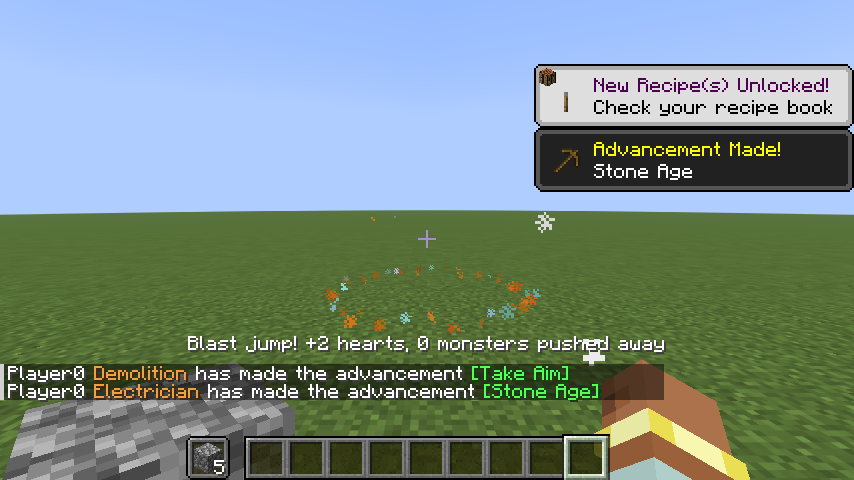 New Recipe(s) Unlocked!
Check your recipe book
Advancement Made!
Stone Age
Blast jump! +2 hearts, 0 monsters pushed away
Player0 Demolition has made the advancement [Take Aim]
Player0 Electrician has made the advancement [Stone Age]
5